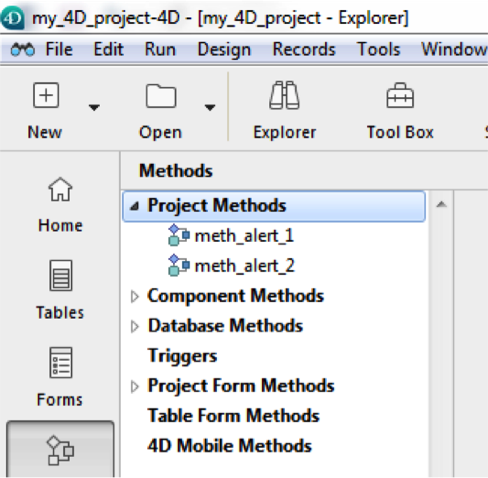 4D my_4D_project-4D - [my_4D_project - Explorer]
File Edit Run Design Records Tools Window
New Open Explorer Tool Box
Methods
Home
Tables
Forms
Project Methods
meth_alert_1
meth_alert_2
Component Methods
Database Methods
Triggers
Project Form Methods
Table Form Methods
4D Mobile Methods